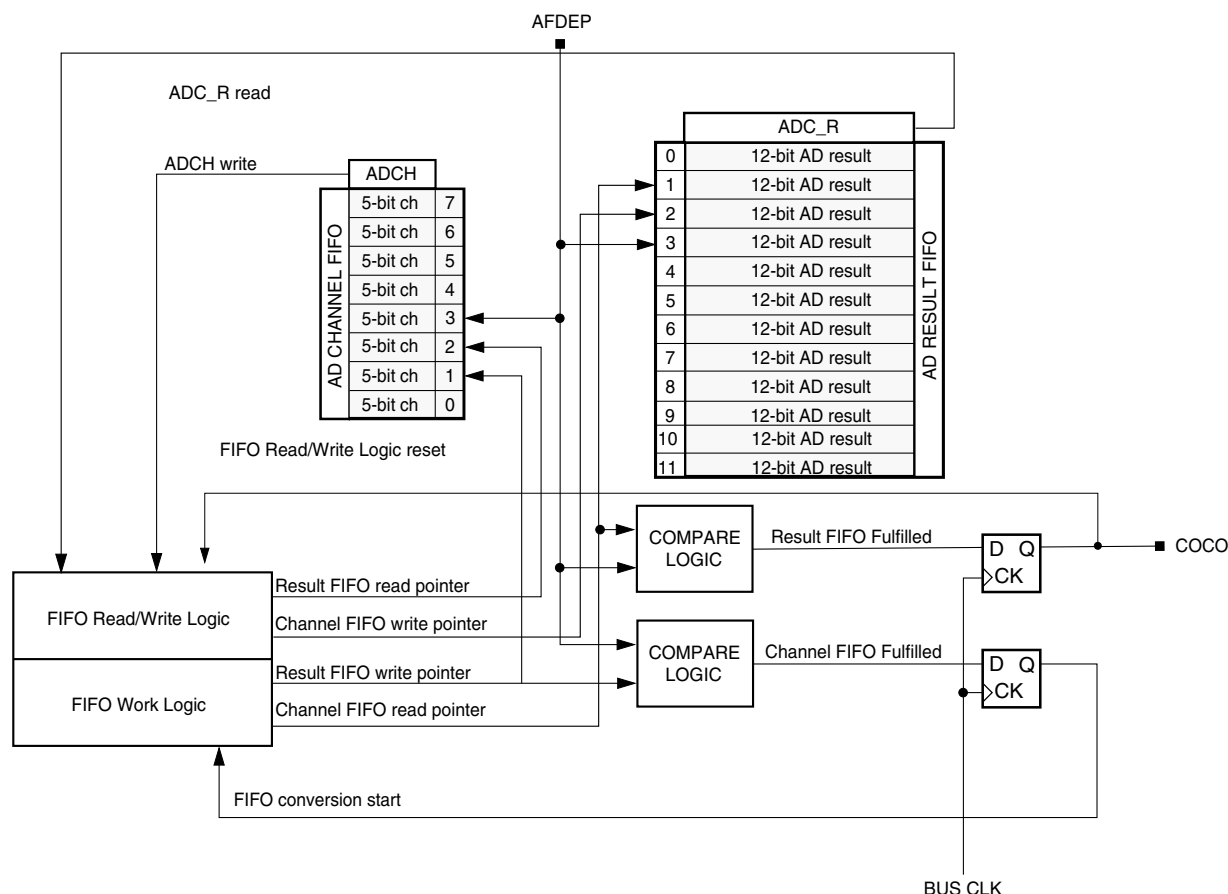 AFDEP
ADC_R read
ADC_R
0 12-bit AD result
1 12-bit AD result
2 12-bit AD result
3 12-bit AD result
4 12-bit AD result
5 12-bit AD result
6 12-bit AD result
7 12-bit AD result
8 12-bit AD result
9 12-bit AD result
10 12-bit AD result
11 12-bit AD result
AD RESULT FIFO
ADCH write
ADCH
5-bit ch 7
5-bit ch 6
5-bit ch 5
5-bit ch 4
5-bit ch 3
5-bit ch 2
5-bit ch 1
5-bit ch 0
AD CHANNEL FIFO
FIFO Read/Write Logic reset
COMPARE
LOGIC
Result FIFO Fulfilled
D Q
CK
COCO
FIFO Read/Write Logic
Result FIFO read pointer
Channel FIFO write pointer
COMPARE
LOGIC
Channel FIFO Fulfilled
D Q
CK
FIFO Work Logic
Result FIFO write pointer
Channel FIFO read pointer
FIFO conversion start
BUS CLK